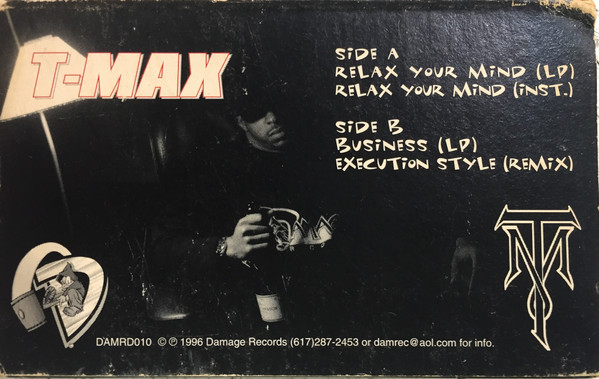 T-MAX
SiDE A
RELAX YOUR MiND (LP)
RELAX YOUR MiND (iNST.)
SiDE B
BUSiNESS (LP)
EXECUTiON STYLE (REMiX)
TM
DAMRD010 © ℗ 1996 Damage Records (617)287-2453 or damrec@aol.com for info.